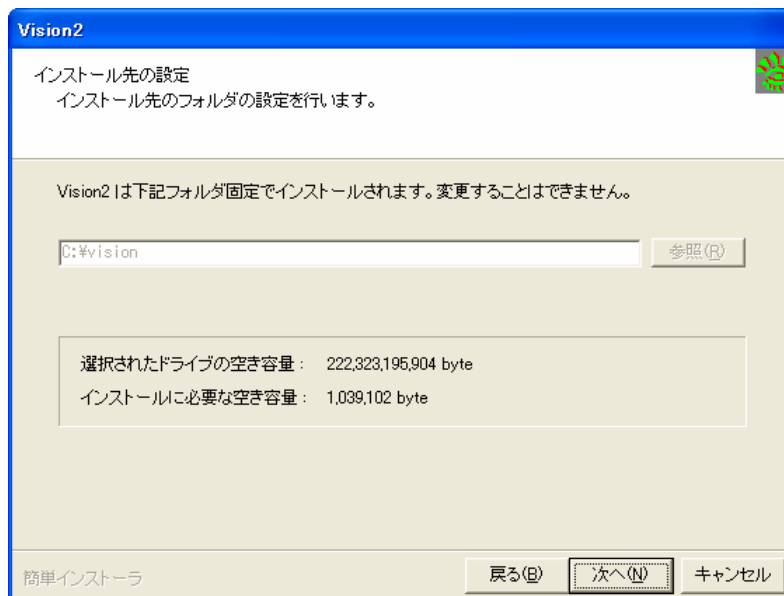 Vision2
インストール先の設定
インストール先のフォルダの設定を行います。
Vision2 は下記フォルダ固定でインストールされます。変更することはできません。
C:¥vision
参照(R)
選択されたドライブの空き容量： 222,323,195,904 byte
インストールに必要な空き容量： 1,039,102 byte
簡単インストーラ
戻る(B)
次へ(N)
キャンセル